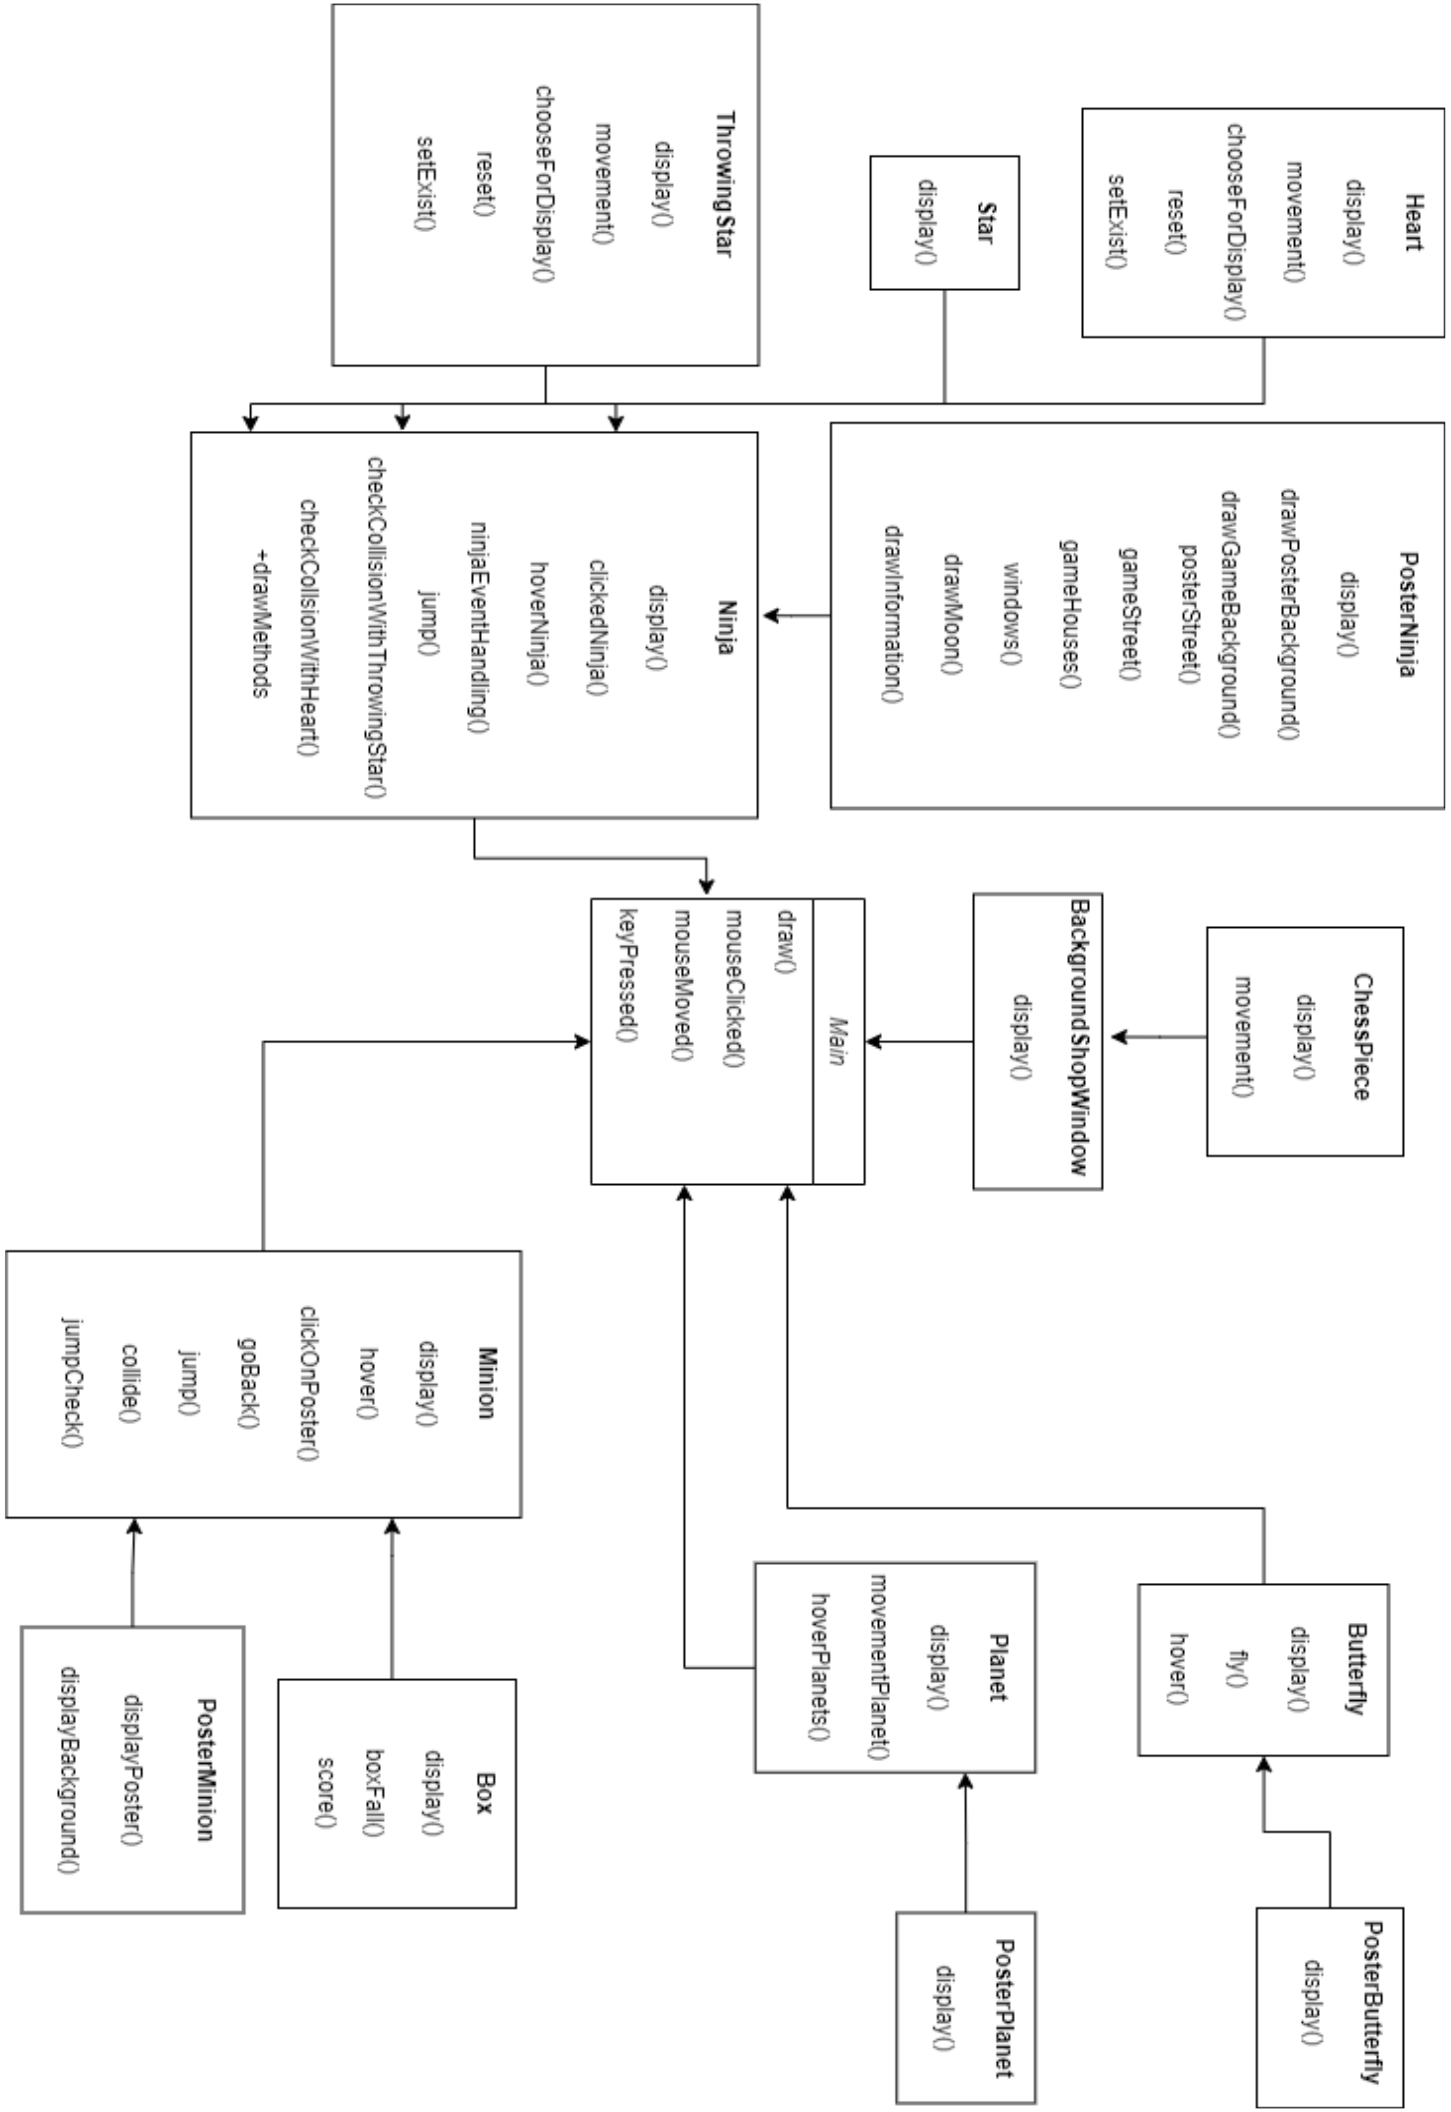 Heart
display()
movement()
chooseForDisplay()
reset()
setExist()
Star
display()
ThrowingStar
display()
movement()
chooseForDisplay()
reset()
setExist()
PosterNinja
display()
drawPosterBackground()
drawGameBackground()
posterStreet()
gameStreet()
gameHouses()
windows()
drawMoon()
drawInformation()
Ninja
display()
clickedNinja()
hoverNinja()
ninjaEventHandling()
jump()
checkCollisionWithThrowingStar()
checkCollsionWithHeart()
+drawMethods
ChessPiece
display()
movement()
BackgroundShopWindow
display()
Main
draw()
mouseClicked()
mouseMoved()
keyPressed()
Butterfly
display()
fly()
hover()
Planet
display()
movementPlanet()
hoverPlanets()
Minion
display()
hover()
clickOnPoster()
goBack()
jump()
collide()
jumpCheck()
PosterButterfly
display()
PosterPlanet
display()
Box
display()
boxFall()
score()
PosterMinion
displayPoster()
displayBackground()